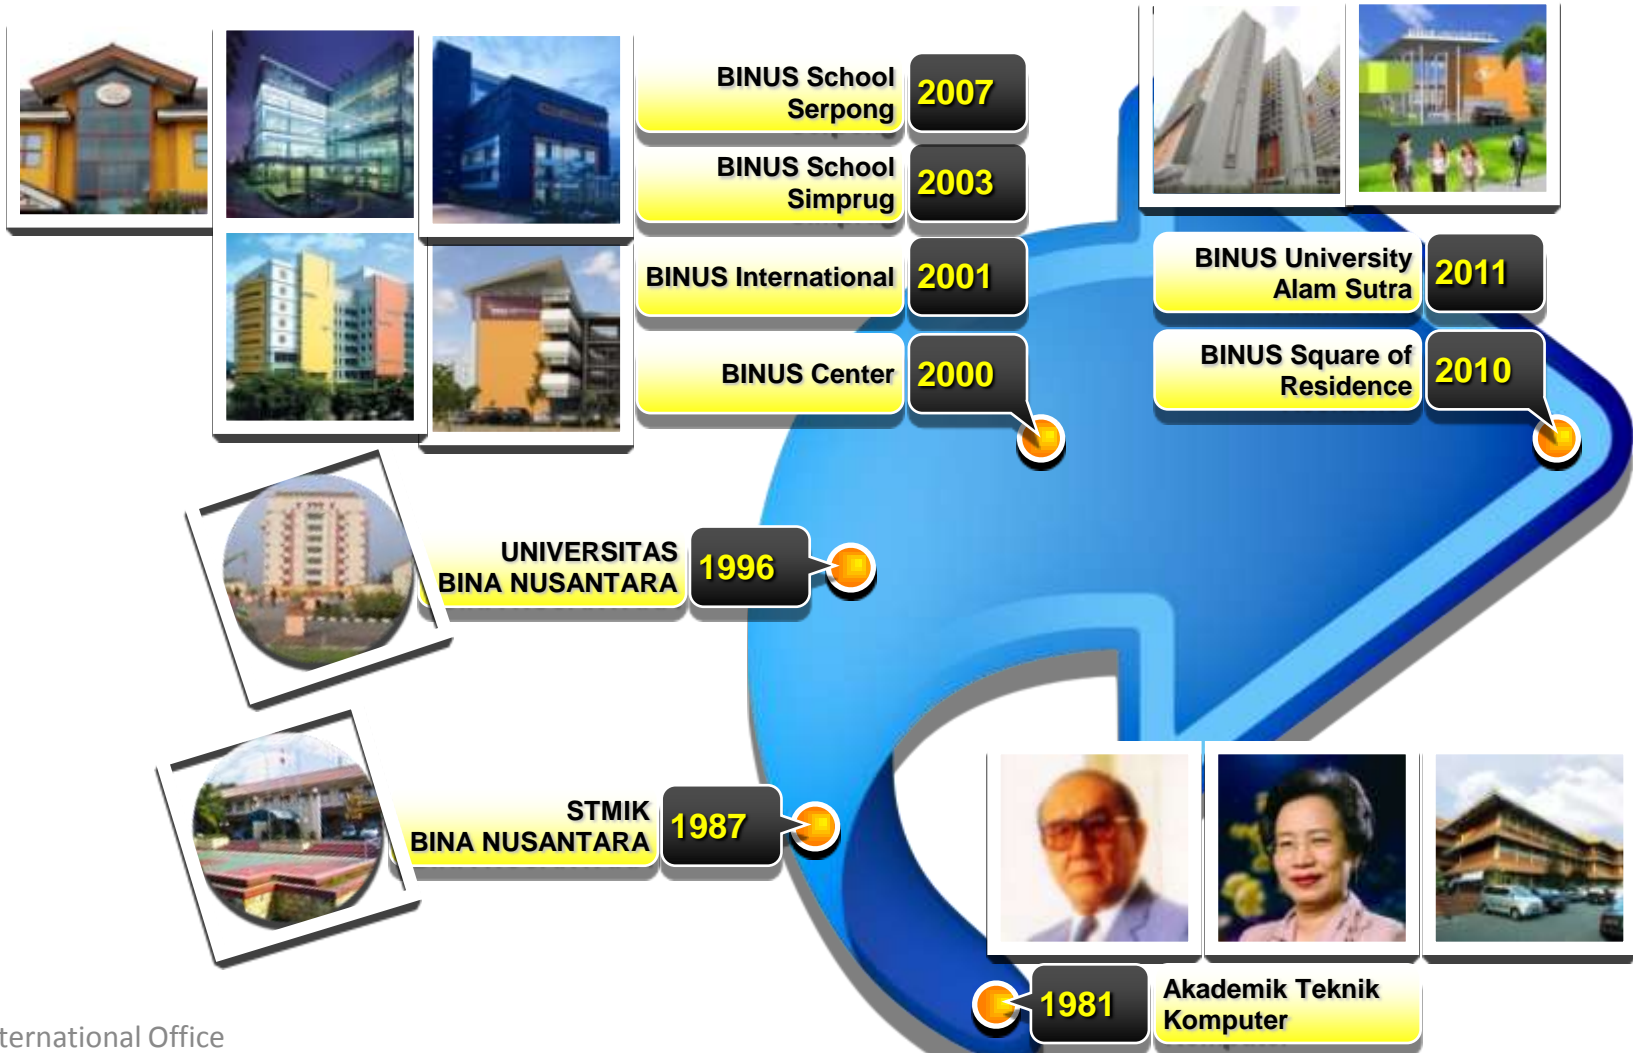 BINUS School
Serpong
2007
BINUS School
Simprug
2003
BINUS International
2001
BINUS Center
2000
BINUS University
Alam Sutra
2011
BINUS Square of
Residence
2010
UNIVERSITAS
BINA NUSANTARA
1996
STMIK
BINA NUSANTARA
1987
1981
Akademik Teknik
Komputer
ternational Office